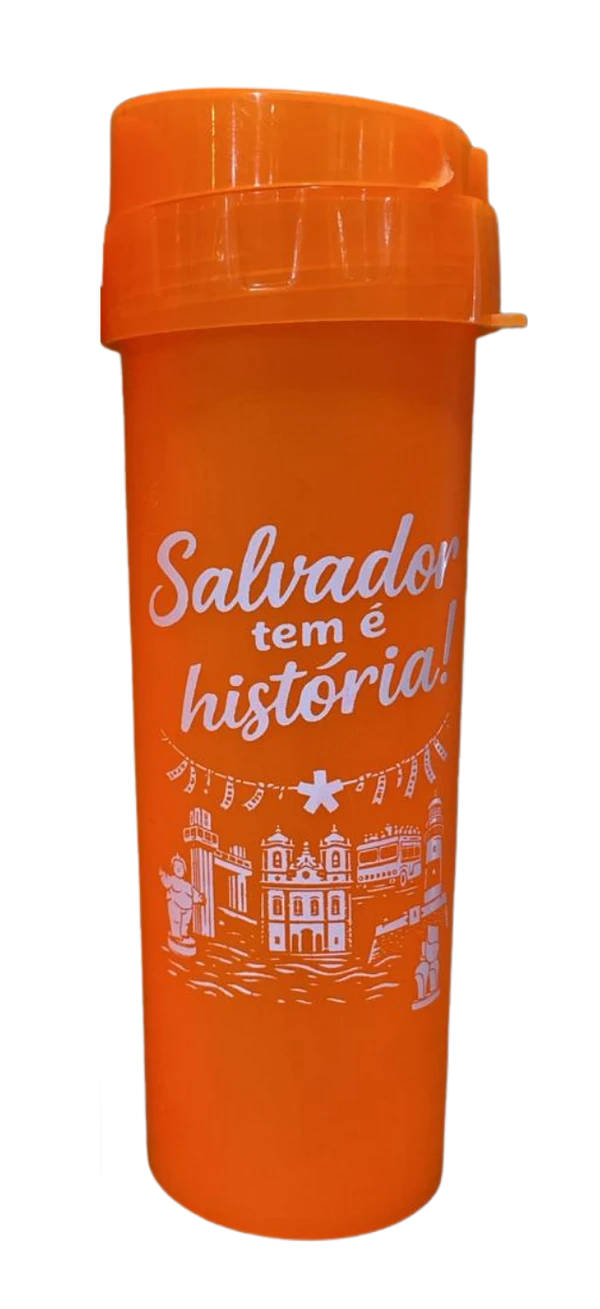 Salvador
tem é
história!